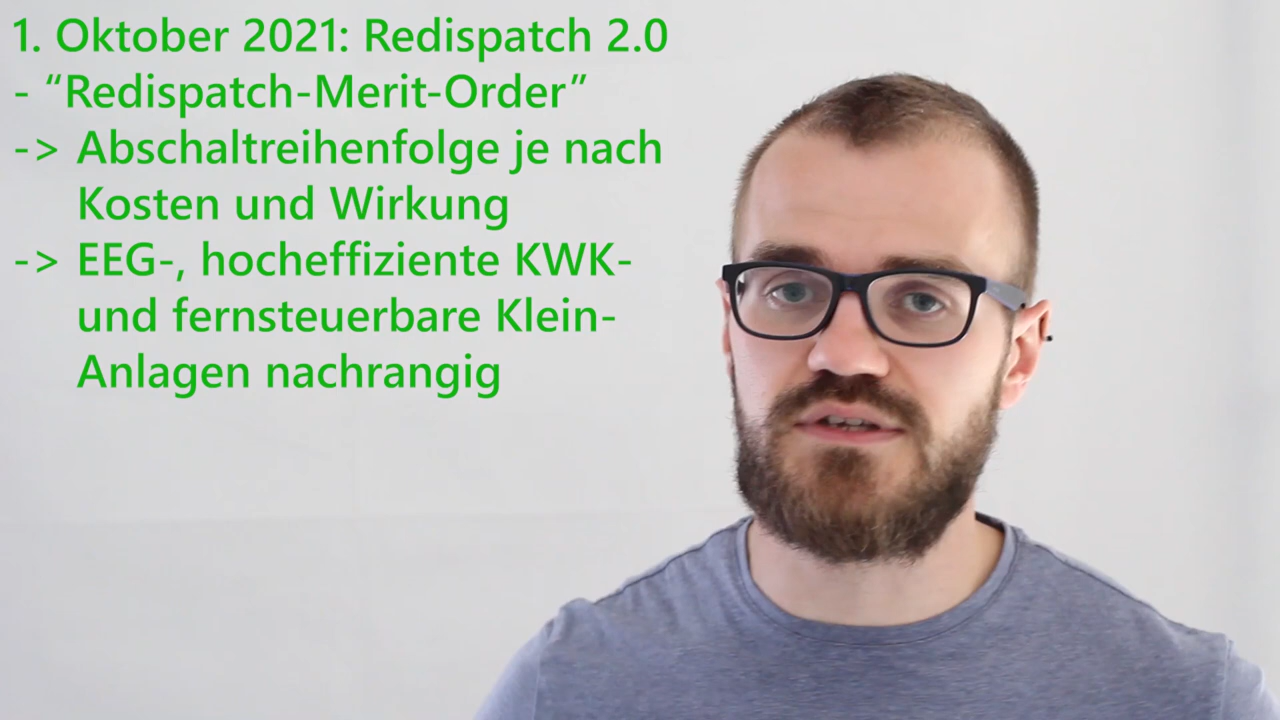 1. Oktober 2021: Redispatch 2.0
- “Redispatch-Merit-Order”
-> Abschaltreihenfolge je nach
Kosten und Wirkung
-> EEG-, hocheffiziente KWK-
und fernsteuerbare Klein-
Anlagen nachrangig